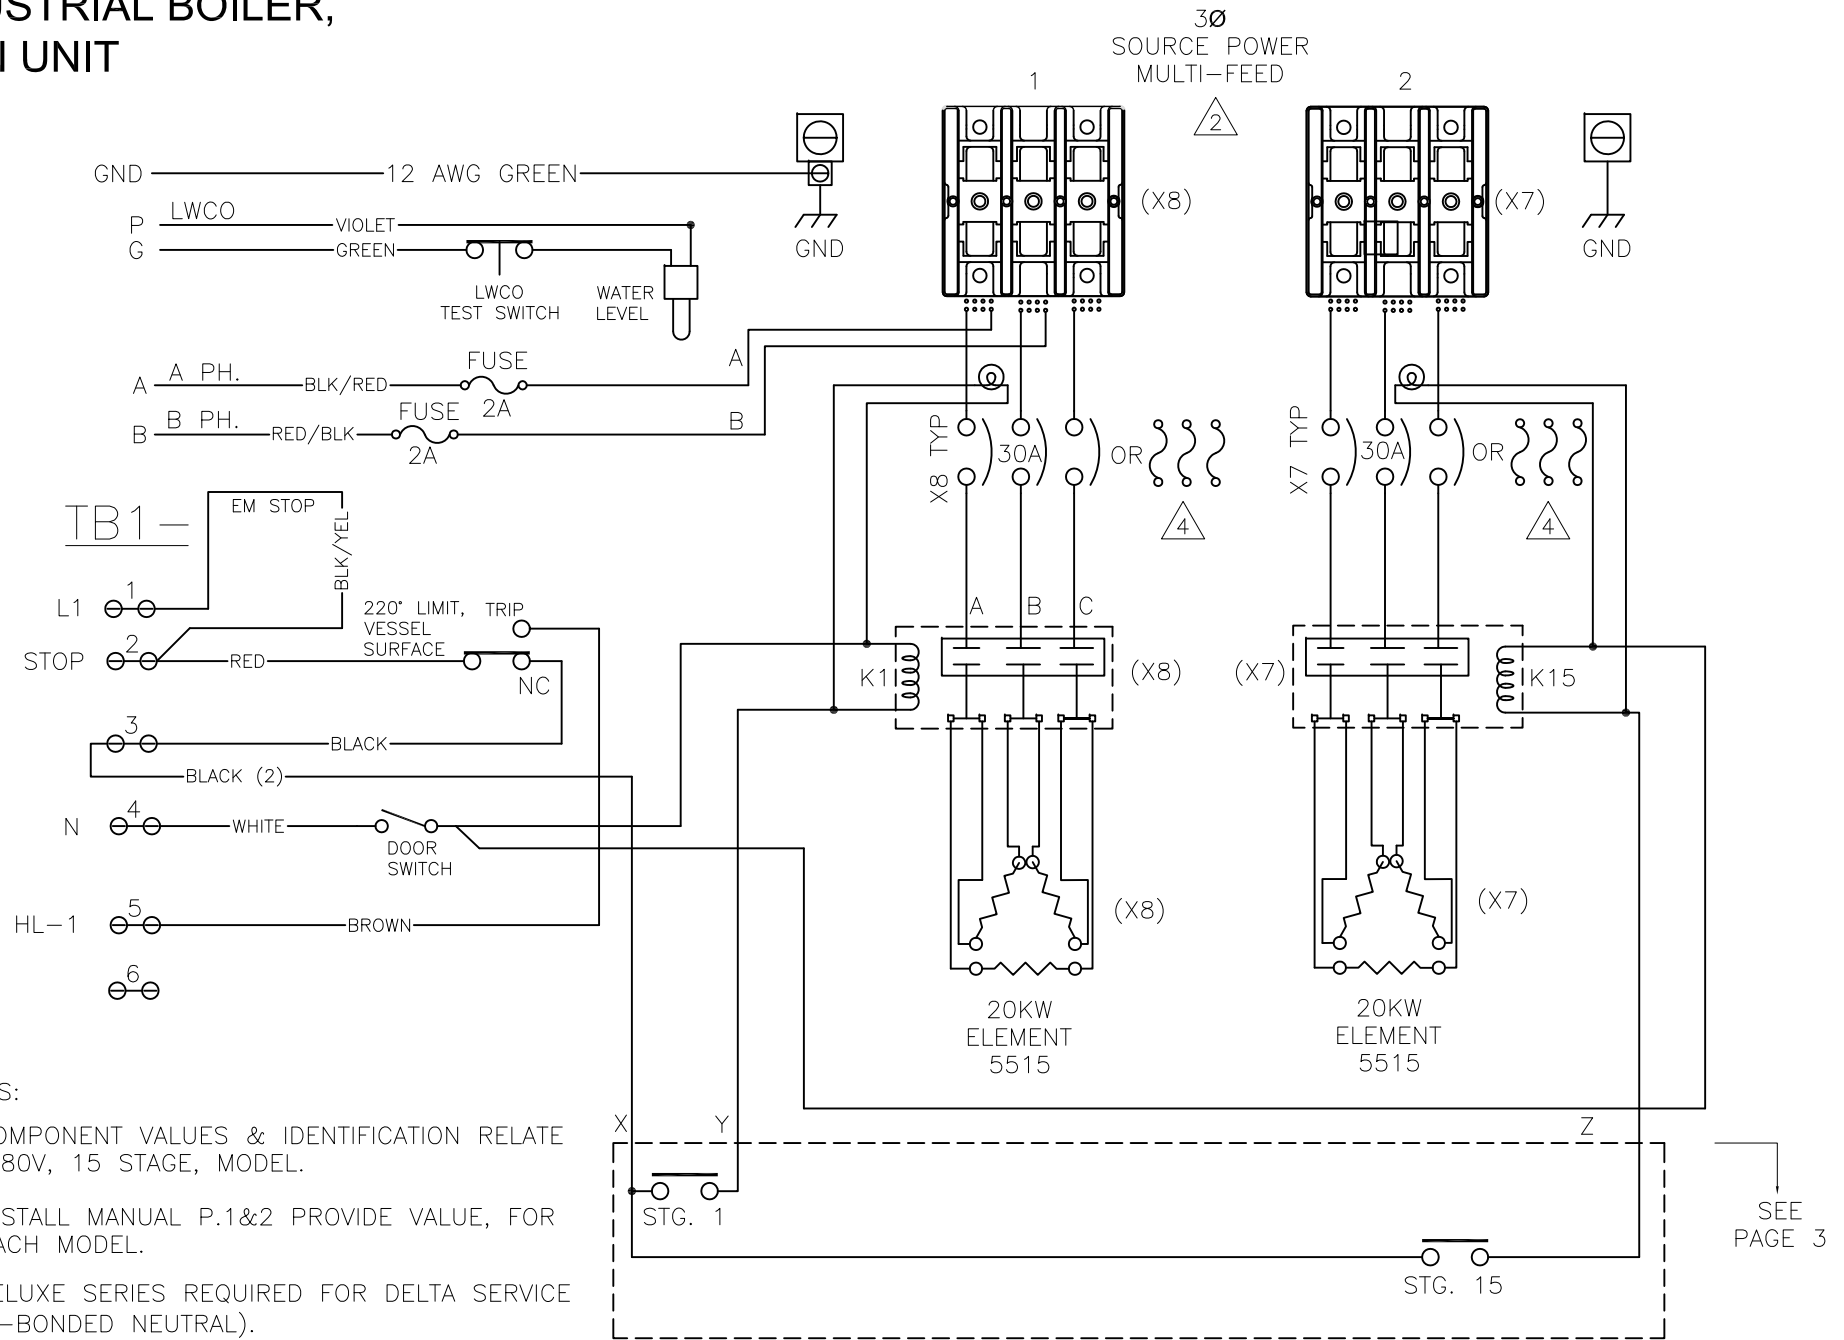 BOILER,
UNIT
3Ø
SOURCE POWER
MULTI-FEED
1
2
2
GND
12 AWG GREEN
(X8)
(X7)
P
LWCO
VIOLET
G
GREEN
GND
GND
LWCO
TEST SWITCH
WATER
LEVEL
FUSE
A
A
A PH.
BLK/RED
2A
FUSE
B
B PH.
RED/BLK
2A
B
X8 TYP
30A
OR
4
X7 TYP
30A
OR
4
TB1-
EM STOP
BLK/YEL
L1
1
220° LIMIT,
VESSEL
SURFACE
TRIP
A
B
C
STOP
2
RED
NC
K1
(X8)
(X7)
K15
3
BLACK
BLACK (2)
N
4
WHITE
DOOR
SWITCH
HL-1
5
BROWN
(X8)
(X7)
6
20KW
ELEMENT
5515
20KW
ELEMENT
5515
S:
VALUES & IDENTIFICATION RELATE
80V, 15 STAGE, MODEL.
MANUAL P.1&2 PROVIDE VALUE, FOR
MODEL.
SERIES REQUIRED FOR DELTA SERVICE
-BONDED NEUTRAL).
X
Y
Z
STG. 1
STG. 15
SEE
PAGE 3